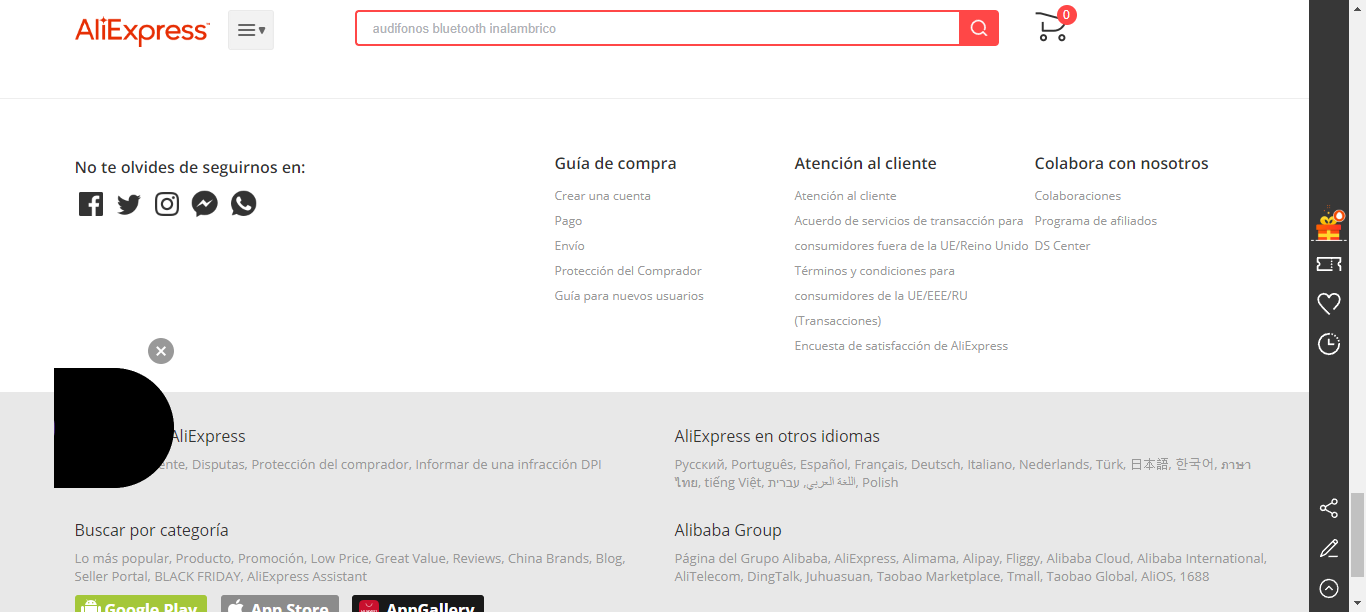 AliExpress
audifonos bluetooth inalambrico
0
No te olvides de seguirnos en:
Guía de compra
Crear una cuenta
Pago
Envío
Protección del Comprador
Guía para nuevos usuarios
Atención al cliente
Atención al cliente
Acuerdo de servicios de transacción para
consumidores fuera de la UE/Reino Unido
Términos y condiciones para
consumidores de la UE/EEE/RU
(Transacciones)
Encuesta de satisfacción de AliExpress
Colabora con nosotros
Colaboraciones
Programa de afiliados
DS Center
AliExpress
Disputas, Protección del comprador, Informar de una infracción DPI
AliExpress en otros idiomas
Русский, Português, Español, Français, Deutsch, Italiano, Nederlands, Türk, 日本語, 한국어, ภาษา
ไทย, tiếng Việt, اللغة العربي, עברית, Polish
Buscar por categoría
Lo más popular, Producto, Promoción, Low Price, Great Value, Reviews, China Brands, Blog,
Seller Portal, BLACK FRIDAY, AliExpress Assistant
Alibaba Group
Página del Grupo Alibaba, AliExpress, Alimama, Alipay, Fliggy, Alibaba Cloud, Alibaba International,
AliTelecom, DingTalk, Juhuasuan, Taobao Marketplace, Tmall, Taobao Global, AliOS, 1688
Google Play
App Store
AppGallery